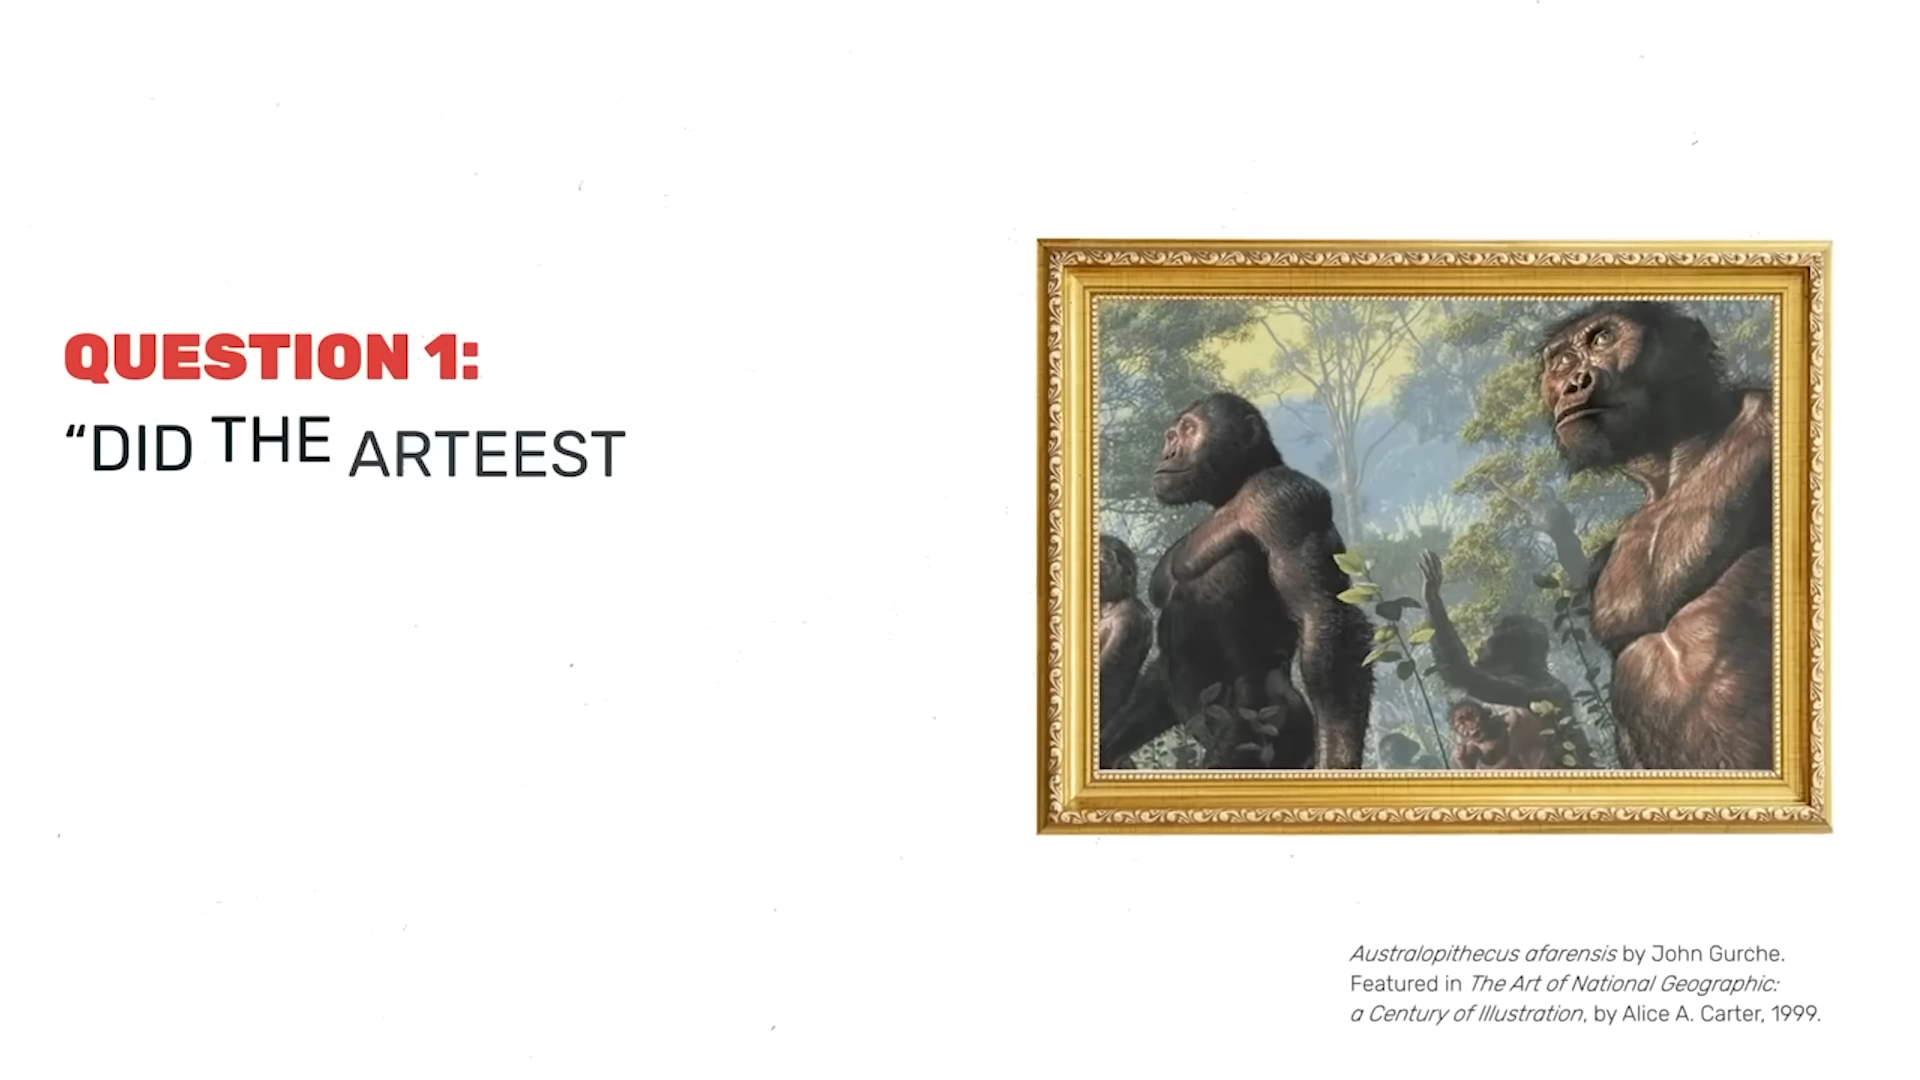 QUESTION 1:
“DID THE ARTEEST
Australopithecus afarensis by John Gurche.
Featured in The Art of National Geographic:
a Century of Illustration, by Alice A. Carter, 1999.